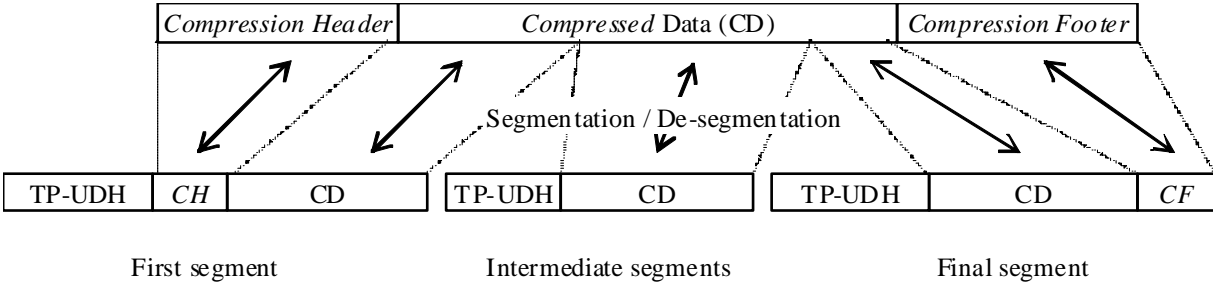 Compression Header Compressed Data (CD) Compression Footer
Segmentation / De-segmentation
TP-UDH CH CD TP-UDH CD TP-UDH CD CF
First segment Intermediate segments Final segment